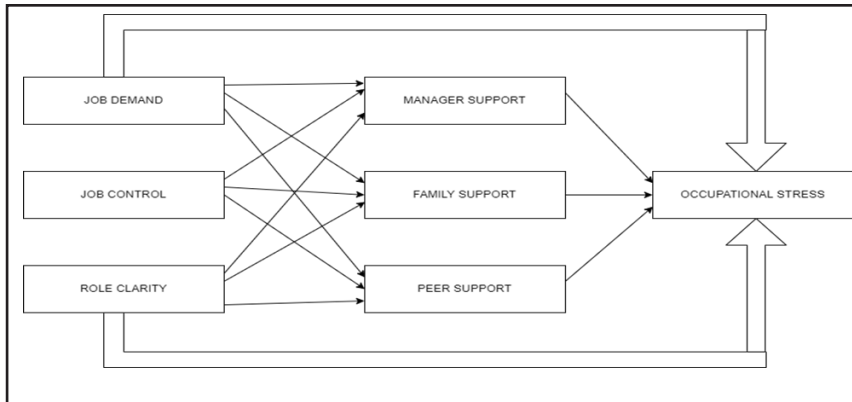 JOB DEMAND
MANAGER SUPPORT
JOB CONTROL
FAMILY SUPPORT
OCCUPATIONAL STRESS
ROLE CLARITY
PEER SUPPORT